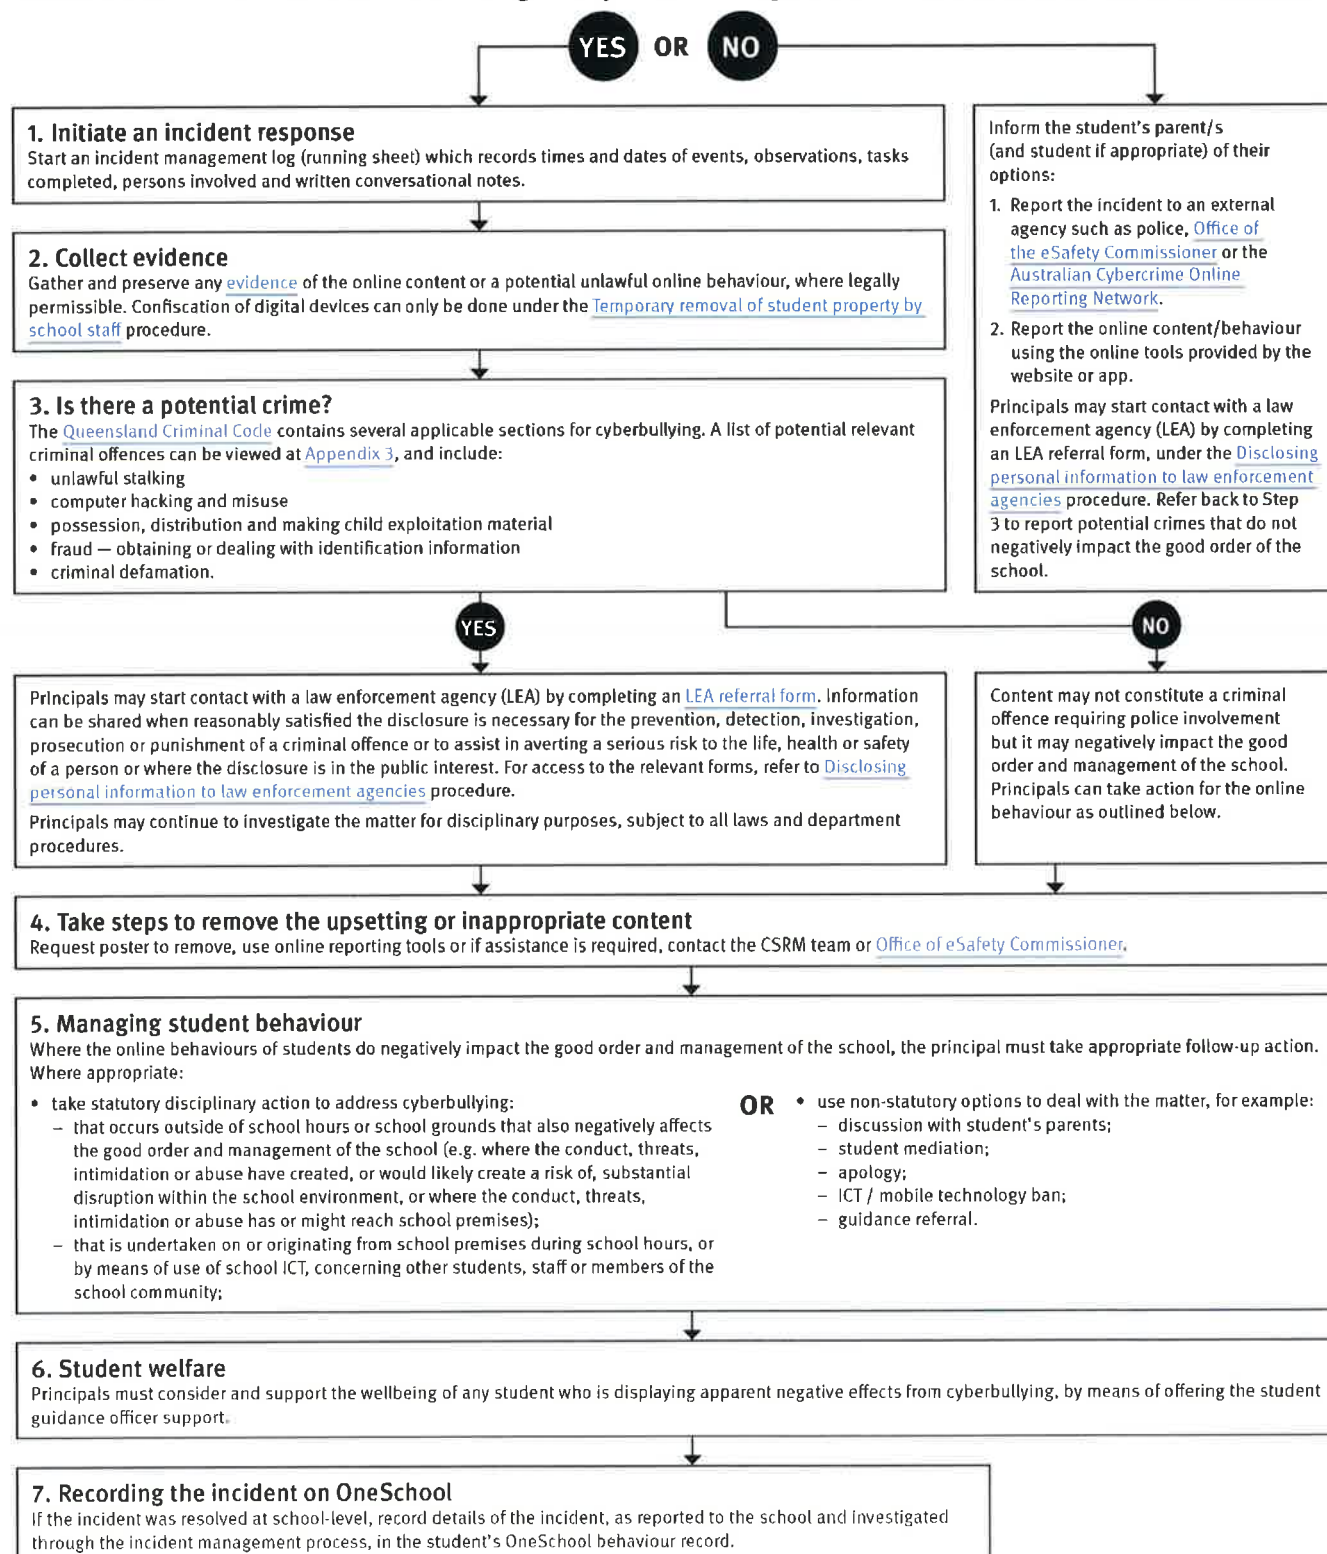 YES OR NO
1. Initiate an incident response
Start an incident management log (running sheet) which records times and dates of events, observations, tasks
completed, persons involved and written conversational notes.
Inform the student's parent/s
(and student if appropriate) of their
options:
1. Report the incident to an external
agency such as police, Office of
the eSafety Commissioner or the
Australian Cybercrime Online
Reporting Network.
2. Report the online content/behaviour
using the online tools provided by the
website or app.
Principals may start contact with a law
enforcement agency (LEA) by completing
an LEA referral form, under the Disclosing
personal information to law enforcement
agencies procedure. Refer back to Step
3 to report potential crimes that do not
negatively impact the good order of the
school.
2. Collect evidence
Gather and preserve any evidence of the online content or a potential unlawful online behaviour, where legally
permissible. Confiscation of digital devices can only be done under the Temporary removal of student property by
school staff procedure.
3. Is there a potential crime?
The Queensland Criminal Code contains several applicable sections for cyberbullying. A list of potential relevant
criminal offences can be viewed at Appendix 3, and include:
• unlawful stalking
• computer hacking and misuse
• possession, distribution and making child exploitation material
• fraud — obtaining or dealing with identification information
• criminal defamation.
YES
NO
Principals may start contact with a law enforcement agency (LEA) by completing an LEA referral form. Information
can be shared when reasonably satisfied the disclosure is necessary for the prevention, detection, investigation,
prosecution or punishment of a criminal offence or to assist in averting a serious risk to the life, health or safety
of a person or where the disclosure is in the public interest. For access to the relevant forms, refer to Disclosing
personal information to law enforcement agencies procedure.
Principals may continue to investigate the matter for disciplinary purposes, subject to all laws and department
procedures.
Content may not constitute a criminal
offence requiring police involvement
but it may negatively impact the good
order and management of the school.
Principals can take action for the online
behaviour as outlined below.
4. Take steps to remove the upsetting or inappropriate content
Request poster to remove, use online reporting tools or if assistance is required, contact the CSRM team or Office of eSafety Commissioner.
5. Managing student behaviour
Where the online behaviours of students do negatively impact the good order and management of the school, the principal must take appropriate follow-up action.
Where appropriate:
• take statutory disciplinary action to address cyberbullying:
– that occurs outside of school hours or school grounds that also negatively affects
the good order and management of the school (e.g. where the conduct, threats,
intimidation or abuse have created, or would likely create a risk of, substantial
disruption within the school environment, or where the conduct, threats,
intimidation or abuse has or might reach school premises);
– that is undertaken on or originating from school premises during school hours, or
by means of use of school ICT, concerning other students, staff or members of the
school community;
OR
• use non-statutory options to deal with the matter, for example:
– discussion with student's parents;
– student mediation;
– apology;
– ICT / mobile technology ban;
– guidance referral.
6. Student welfare
Principals must consider and support the wellbeing of any student who is displaying apparent negative effects from cyberbullying, by means of offering the student
guidance officer support.
7. Recording the incident on OneSchool
If the incident was resolved at school-level, record details of the incident, as reported to the school and investigated
through the incident management process, in the student's OneSchool behaviour record.